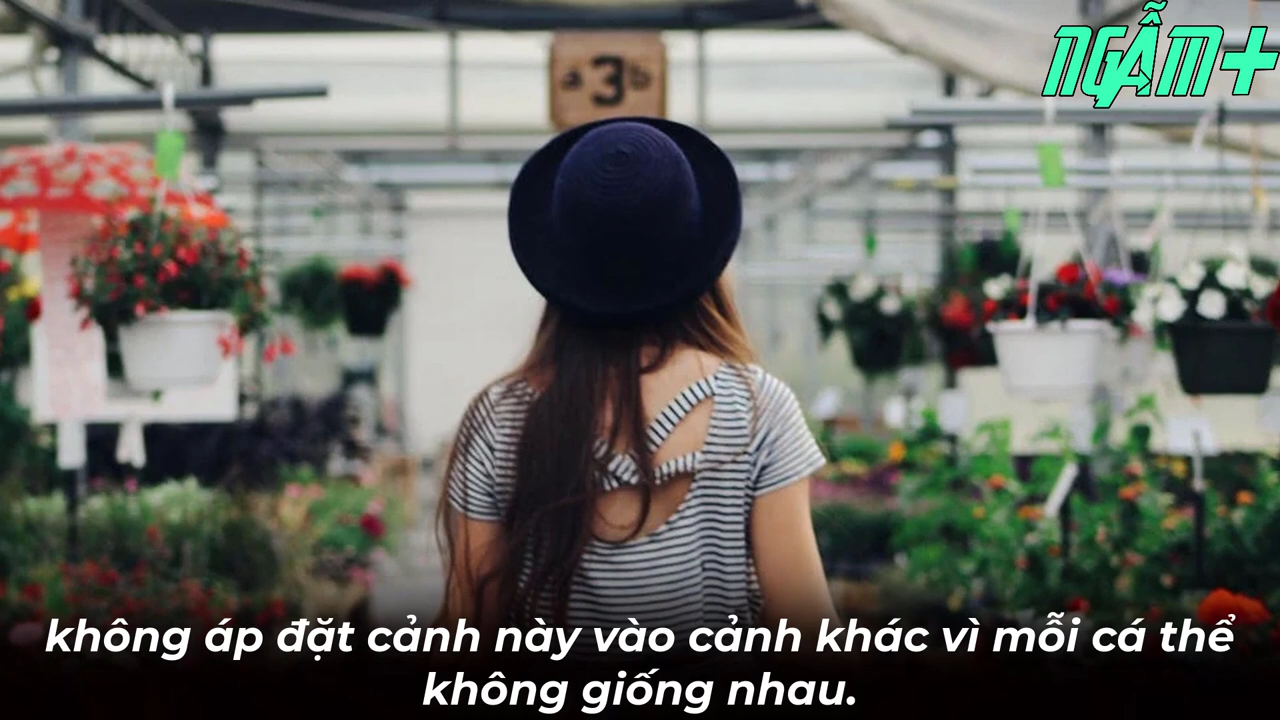 NGẪM+
3
không áp đặt cảnh này vào cảnh khác vì mỗi cá thể
không giống nhau.